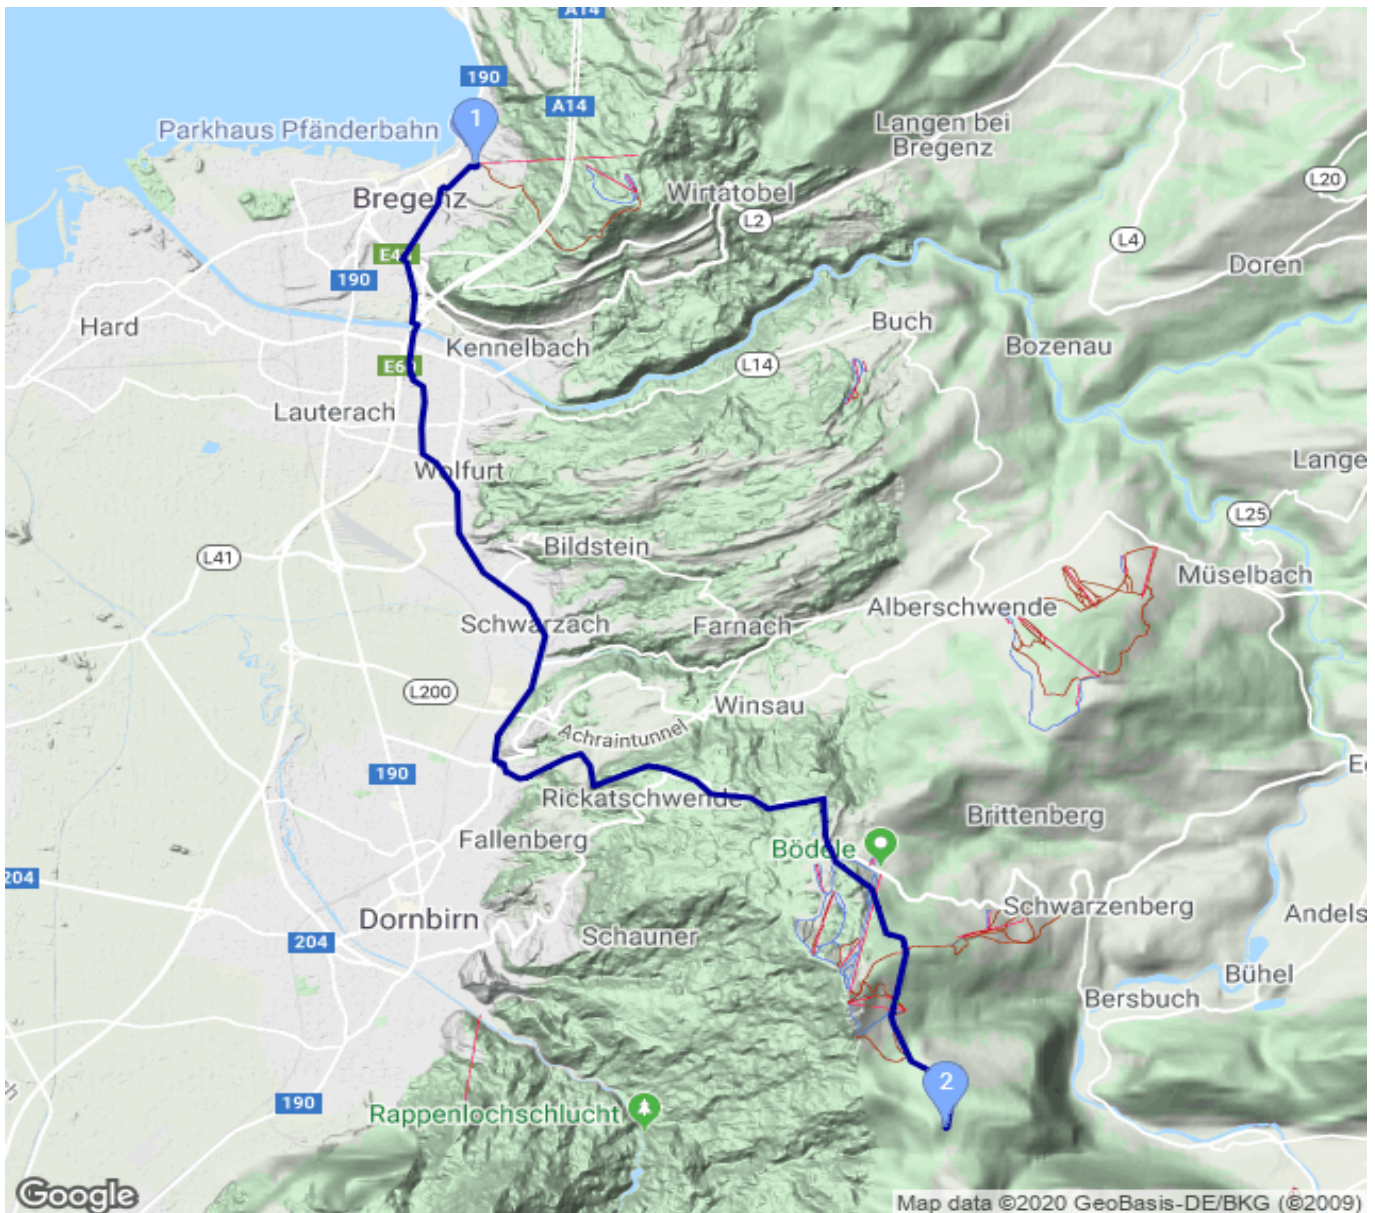 A14
190
A14
1
Parkhaus Pfänderbahn
Langen bei
Bregenz
L20
Wirtatobel
Bregenz
L2
L4
190
Doren
Hard
Buch
Kennelbach
Bozenau
L14
Lauterach
Wolfurt
Lange
L25
L41
Bildstein
Müselbach
Alberschwende
Schwarzach
Farnach
L200
Winsau
Achraintunnel
190
Rickatschwende
Brittenberg
Fallenberg
Bödele
204
Schwarzenberg
Dornbirn
Andels
204
Schauner
Bühel
Bersbuch
2
190
Rappenlochschlucht
Google
Map data ©2020 GeoBasis-DE/BKG (©2009)